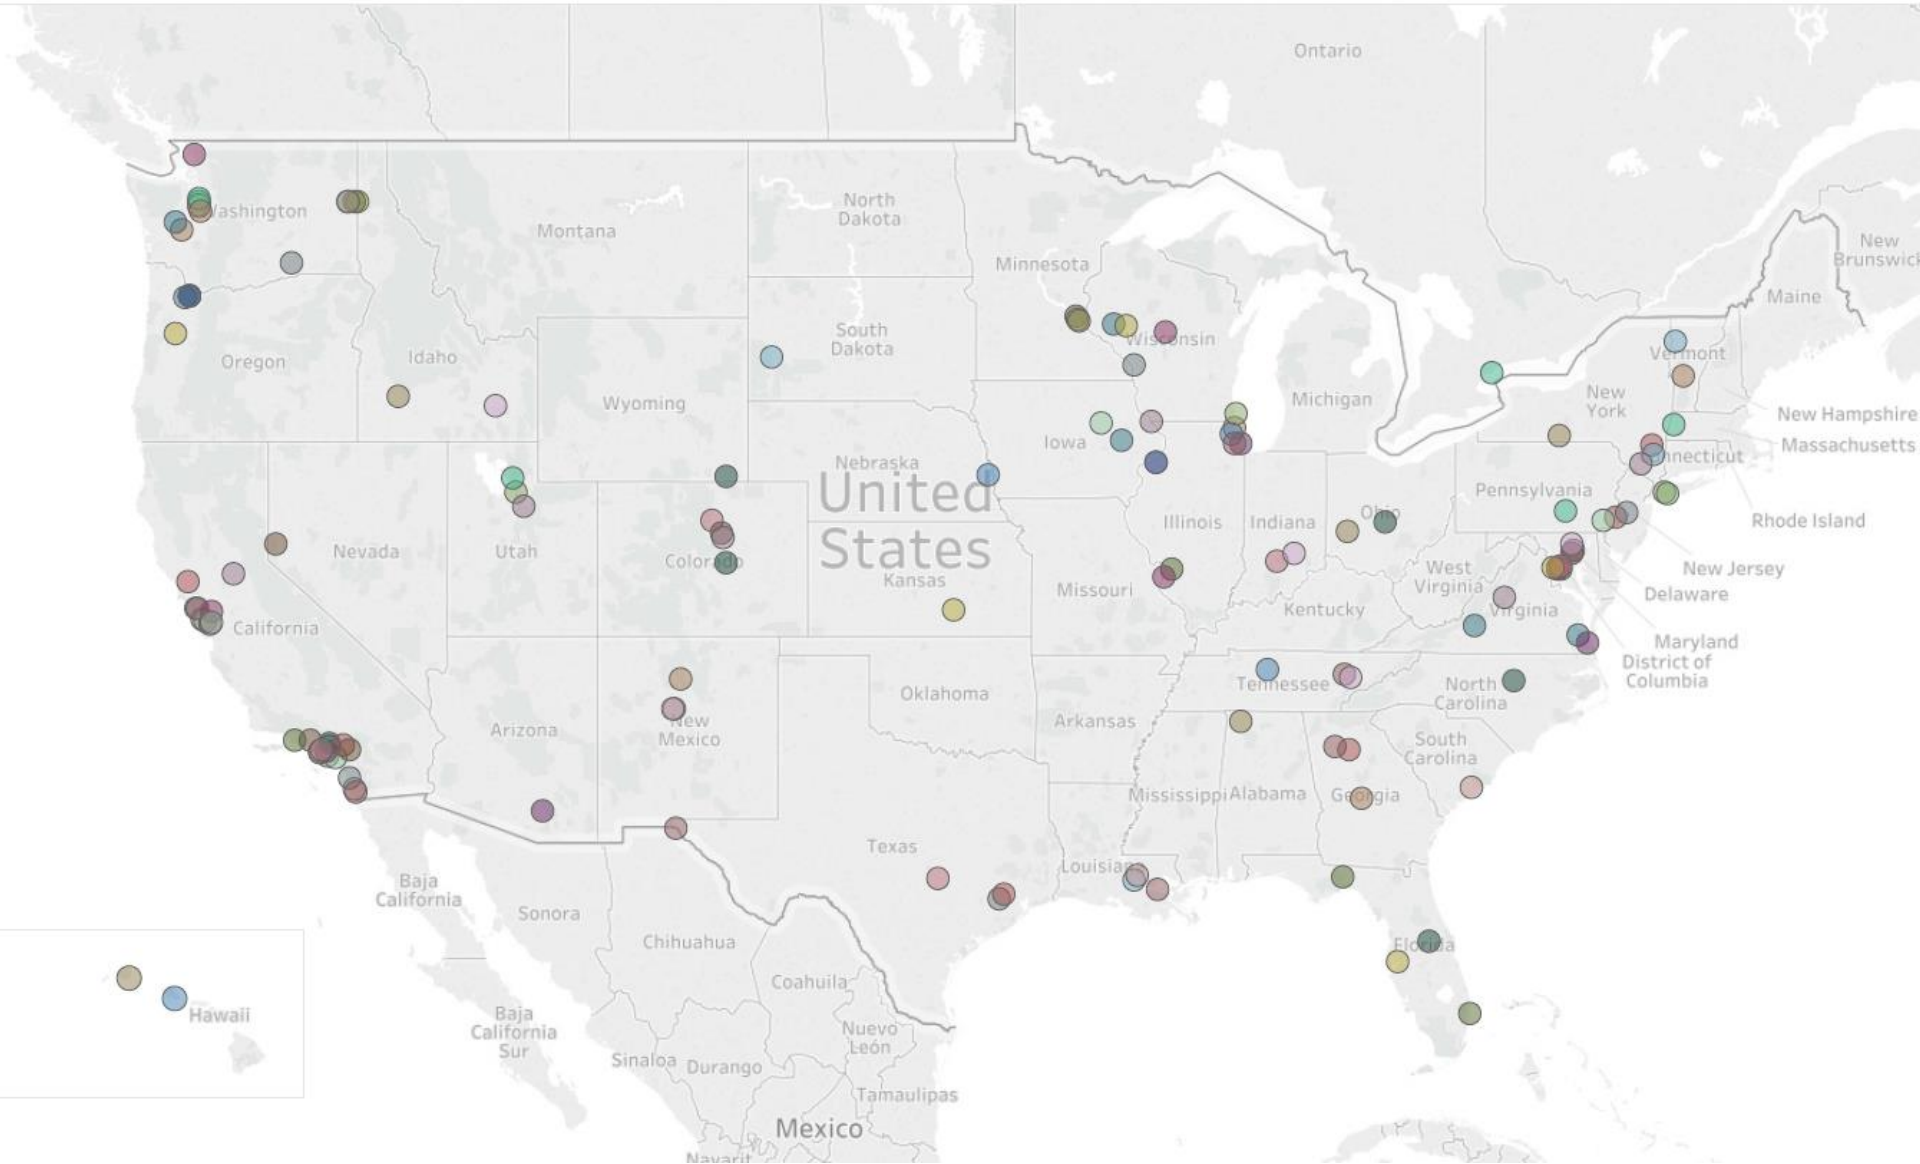 Ontario
North
Dakota
Washington
Montana
Minnesota
New
Brunswick
Maine
South
Dakota
Wisconsin
Oregon
Idaho
Vermont
Wyoming
Michigan
New
York
New Hampshire
Massachusetts
Iowa
Nebraska
Connecticut
United
States
Pennsylvania
Rhode Island
Illinois
Indiana
Ohio
Nevada
Utah
Colorado
Kansas
Missouri
West
Virginia
New Jersey
Delaware
Kentucky
Virginia
California
Maryland
District of
Columbia
Oklahoma
Tennessee
North
Carolina
Arizona
New
Mexico
Arkansas
South
Carolina
Mississippi
Alabama
Georgia
Texas
Louisian
Baja
California
Sonora
Chihuahua
Florida
Coahuila
Hawaii
Baja
California
Sur
Nuevo
León
Sinaloa
Durango
Tamaulipas
Mexico
Nayarit